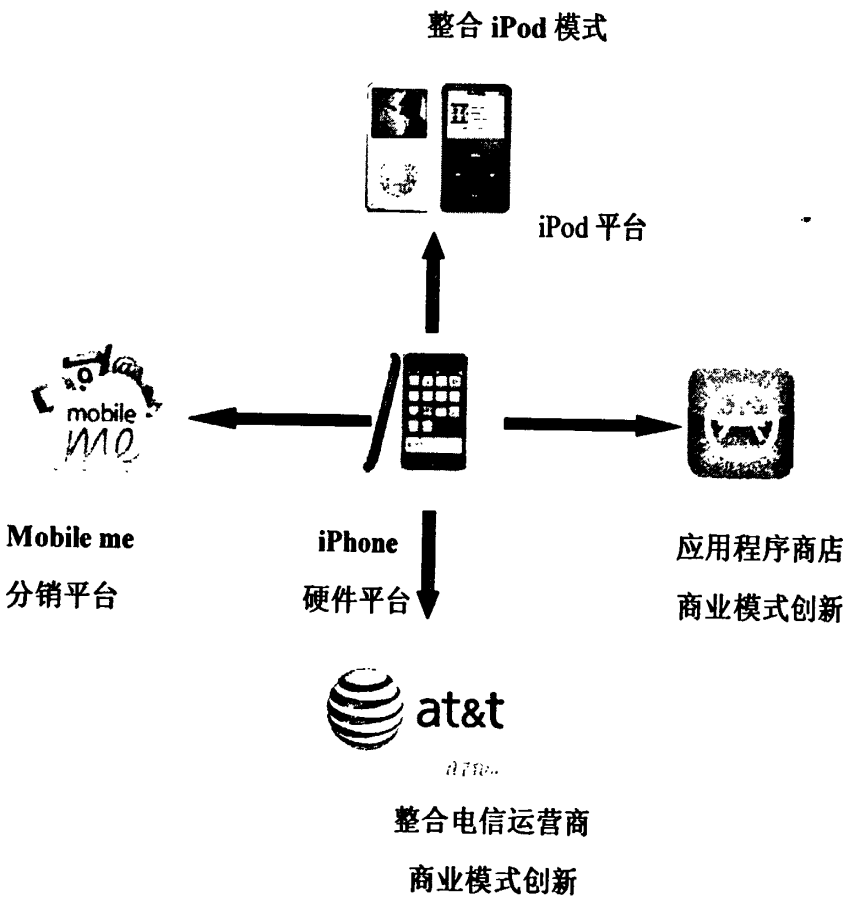 整合 iPod 模式
iPod 平台
mobile
me
Mobile me
分销平台
iPhone
硬件平台
应用程序商店
商业模式创新
at&t
整合电信运营商
商业模式创新